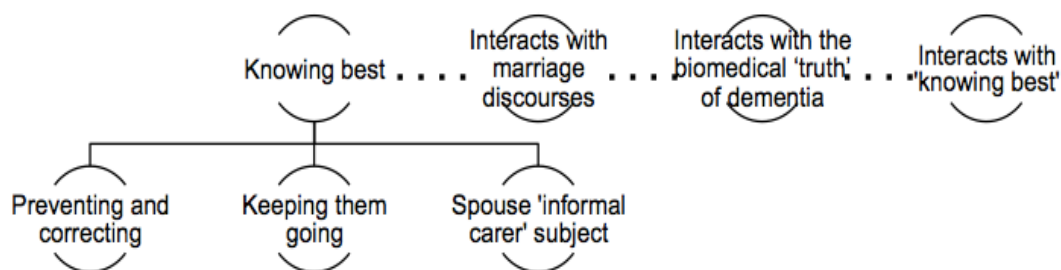 Knowing best
Interacts with
marriage
discourses
Interacts with the
biomedical ‘truth’
of dementia
Interacts with
'knowing best'
Preventing and
correcting
Keeping them
going
Spouse 'informal
carer' subject